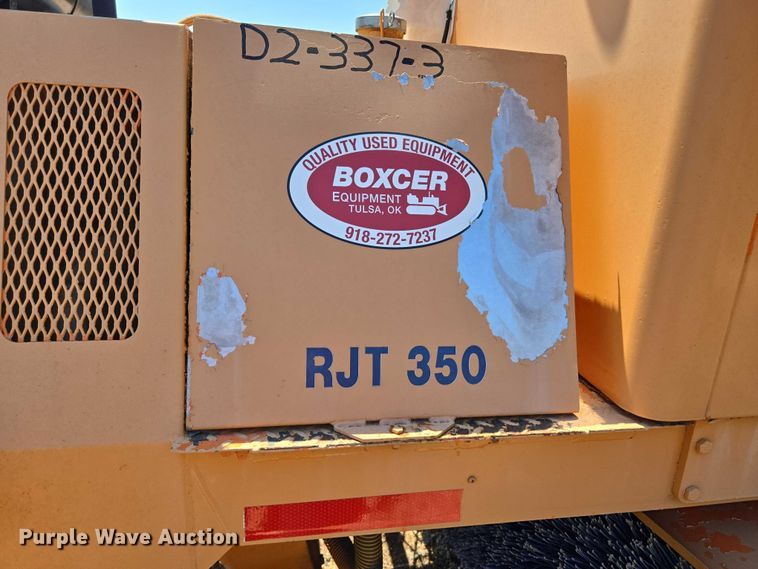 D2-337-3
QUALITY USED EQUIPMENT
BOXCER
EQUIPMENT
TULSA, OK
918-272-7237
RJT 350
Purple Wave Auction